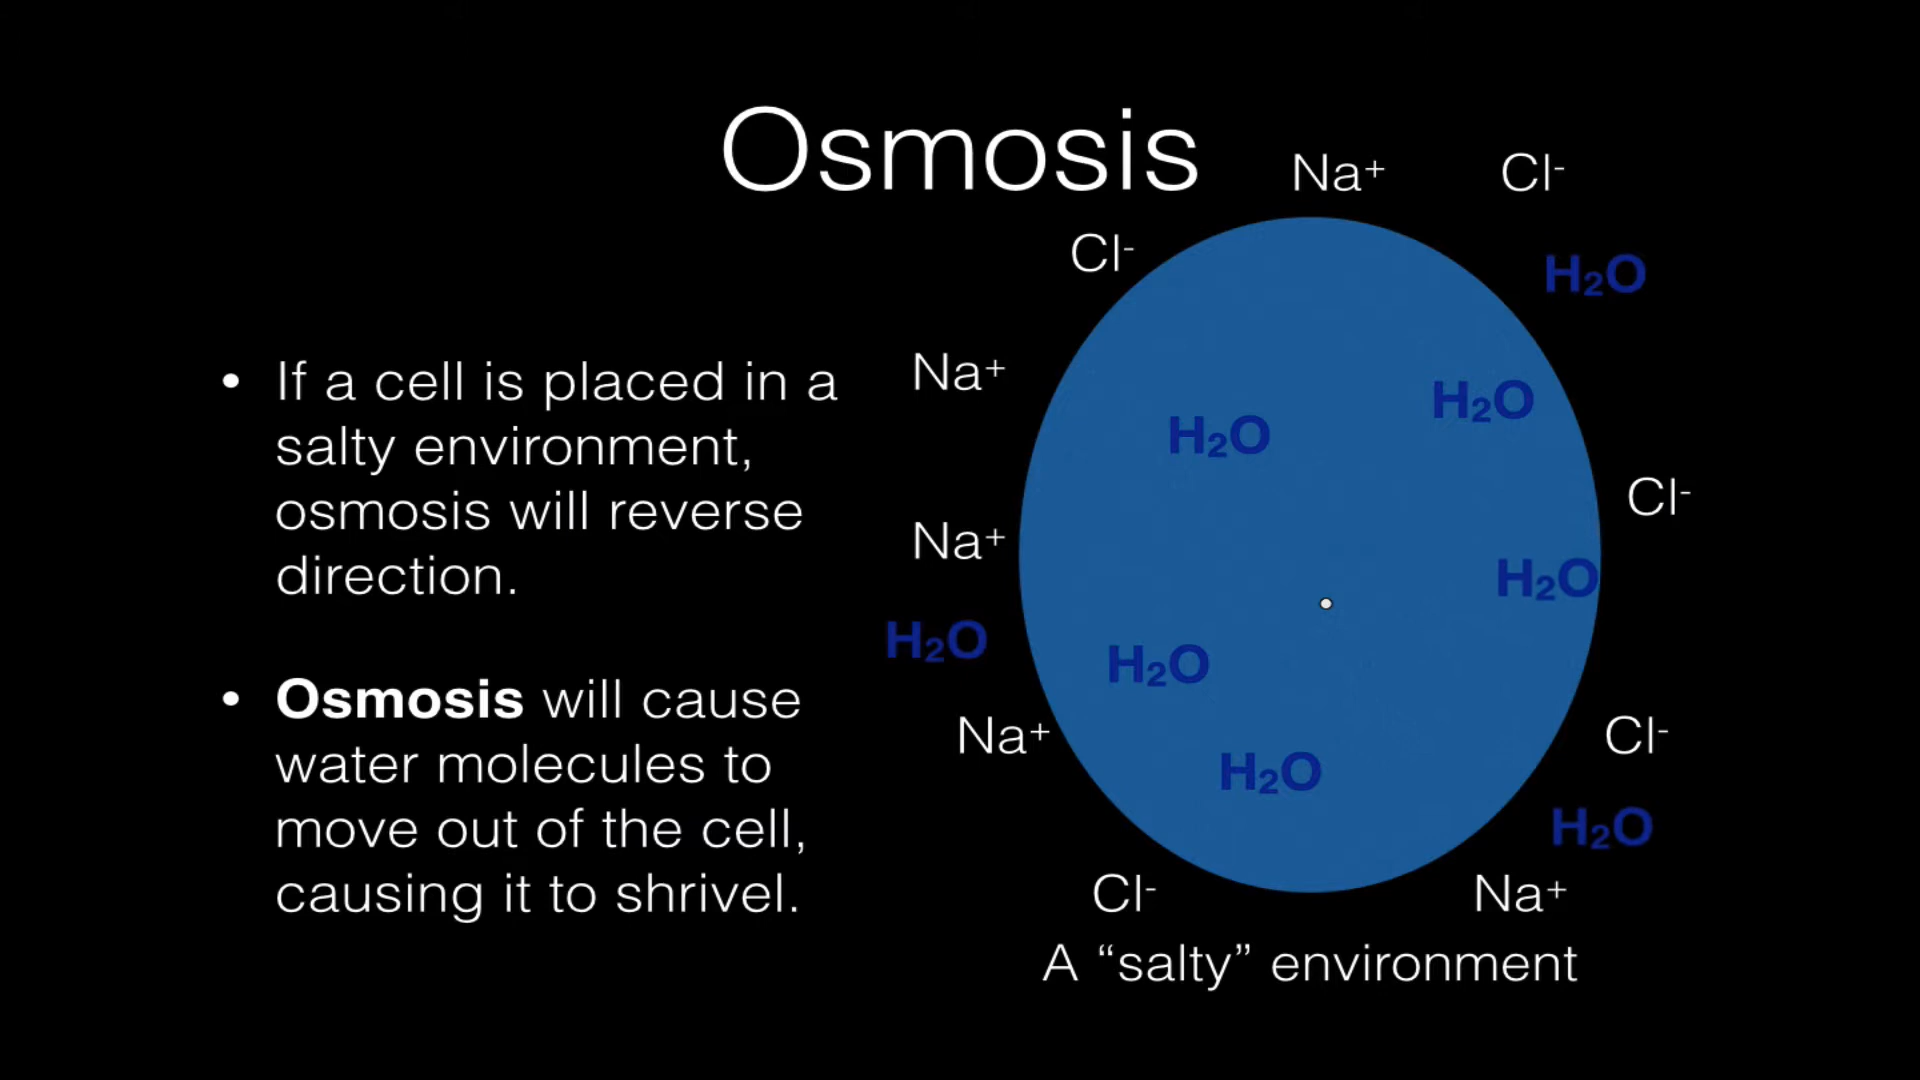 Osmosis
• If a cell is placed in a
salty environment,
osmosis will reverse
direction.
• Osmosis will cause
water molecules to
move out of the cell,
causing it to shrivel.
Na⁺ Cl⁻
Cl⁻
H₂O
Na⁺
H₂O
H₂O
Cl⁻
Na⁺
H₂O
H₂O
H₂O
Na⁺
Cl⁻
H₂O
H₂O
Cl⁻
Na⁺
A “salty” environment